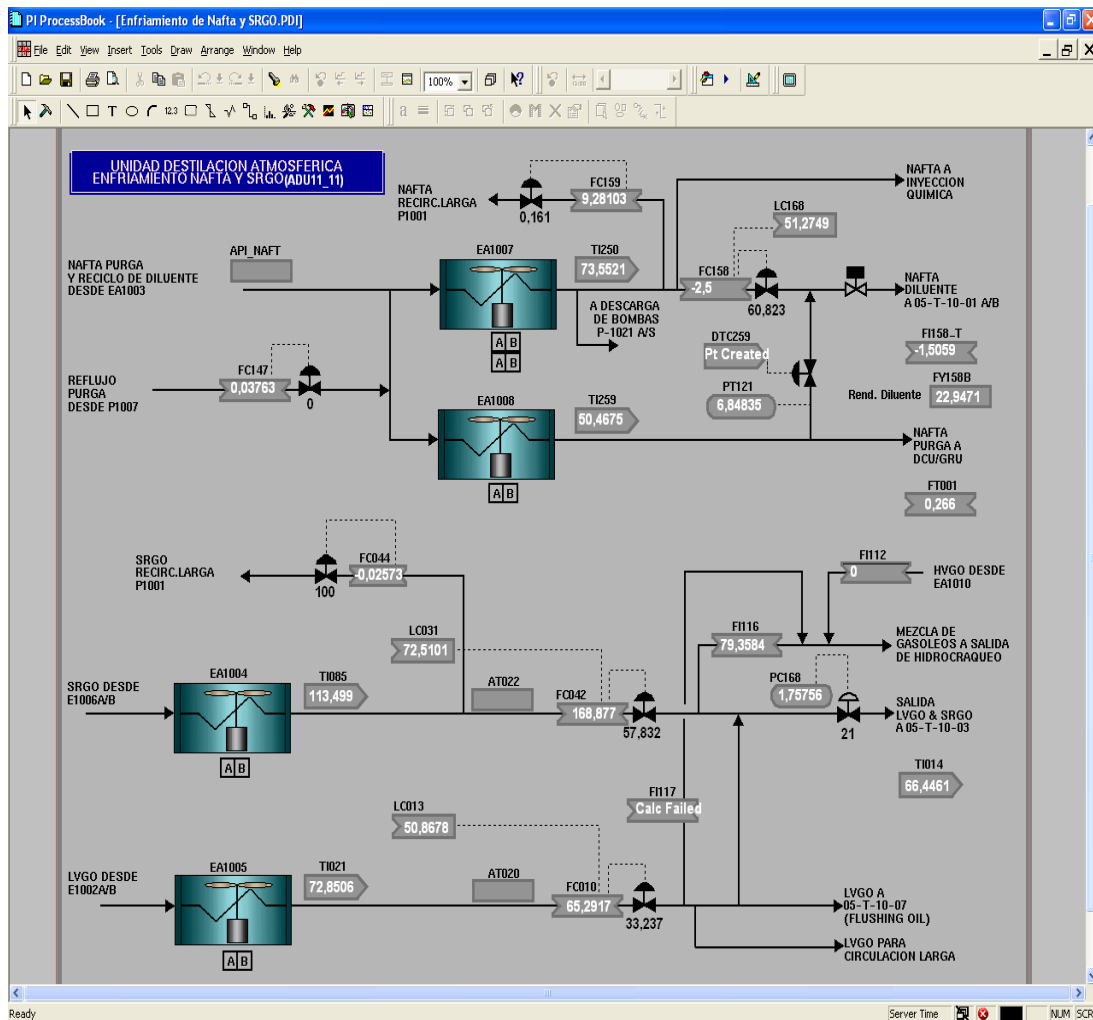 PI ProcessBook - [Enfriamiento de Nafta y SRGO.PDI]
File Edit View Insert Tools Draw Arrange Window Help
100%
12.3
UNIDAD DESTILACION ATMOSFERICA
ENFRIAMIENTO NAFTA Y SRGO(ADU11_11)
NAFTA
RECIRC.LARGA
P1001
FC159
9,28103
0,161
NAFTA A
INYECCION
QUIMICA
LC168
51,2749
API_NAFT
NAFTA PURGA
Y RECICLO DE DILUENTE
DESDE EA1003
EA1007
A B
A B
TI250
73,5521
FC158
-2,5
60,823
NAFTA
DILUENTE
A 05-T-10-01 A/B
A DESCARGA
DE BOMBAS
P-1021 A/S
DTC259
Pt Created
FI158_T
-1,5059
PT121
6,84835
FY158B
Rend. Diluente 22,9471
FC147
0,03763
0
REFLUJO
PURGA
DESDE P1007
EA1008
A B
TI259
50,4675
NAFTA
PURGA A
DCU/GRU
FT001
0,266
SRGO
RECIRC.LARGA
P1001
FC044
-0,02573
100
FI112
0
HVGO DESDE
EA1010
LC031
72,5101
FI116
79,3584
MEZCLA DE
GASOLEOS A SALIDA
DE HIDROCRAQUEO
SRGO DESDE
E1006A/B
EA1004
A B
TI085
113,499
AT022
FC042
168,877
57,832
PC168
1,75756
21
SALIDA
LVGO & SRGO
A 05-T-10-03
TI014
66,4461
FI117
Calc Failed
LC013
50,8678
LVGO DESDE
E1002A/B
EA1005
A B
TI021
72,8506
AT020
FC010
65,2917
33,237
LVGO A
05-T-10-07
(FLUSHING OIL)
LVGO PARA
CIRCULACION LARGA
Ready
Server Time
NUM SCR